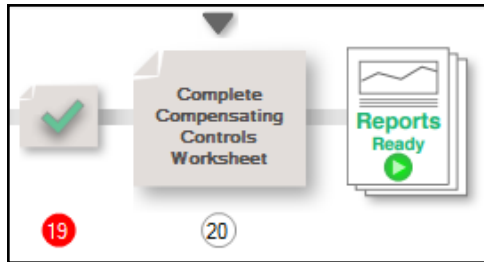 Complete
Compensating
Controls
Worksheet
Reports
Ready
19
20